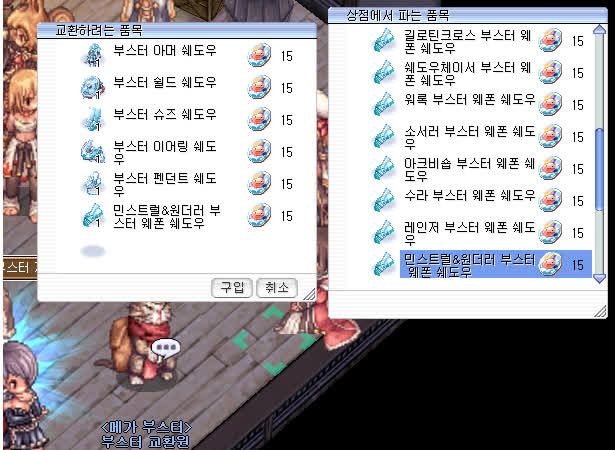 교환하려는 품목
부스터 아머 쉐도우
15
1
부스터 쉴드 쉐도우
15
1
부스터 슈즈 쉐도우
15
1
부스터 이어링 쉐도
우
15
1
부스터 펜던트 쉐도
우
15
1
민스트럴&원더러 부
스터 웨폰 쉐도우
15
1
구입
취소
상점에서 파는 품목
길로틴크로스 부스터 웨
폰 쉐도우
15
쉐도우체이서 부스터 웨
폰 쉐도우
15
워록 부스터 웨폰 쉐도우
15
소서러 부스터 웨폰 쉐도
우
15
아크비숍 부스터 웨폰 쉐
도우
15
수라 부스터 웨폰 쉐도우
15
레인저 부스터 웨폰 쉐도
우
15
민스트럴&원더러 부스터
웨폰 쉐도우
15
<메가 부스터>
부스터 교환원